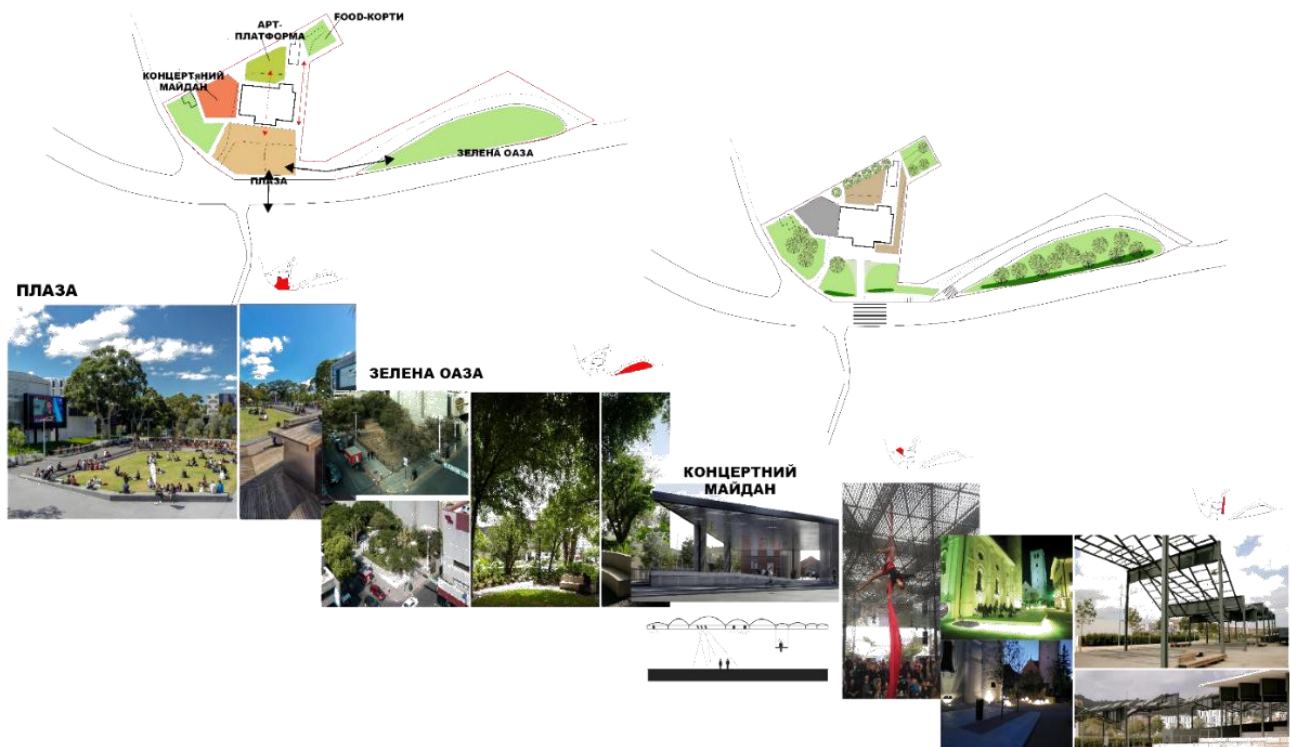 FOOD-КОРТИ
АРТ-
ПЛАТФОРМА
КОНЦЕРТНИЙ
МАЙДАН
ЗЕЛЕНА ОАЗА
ПЛАЗА
ПЛАЗА
ЗЕЛЕНА ОАЗА
КОНЦЕРТНИЙ
МАЙДАН